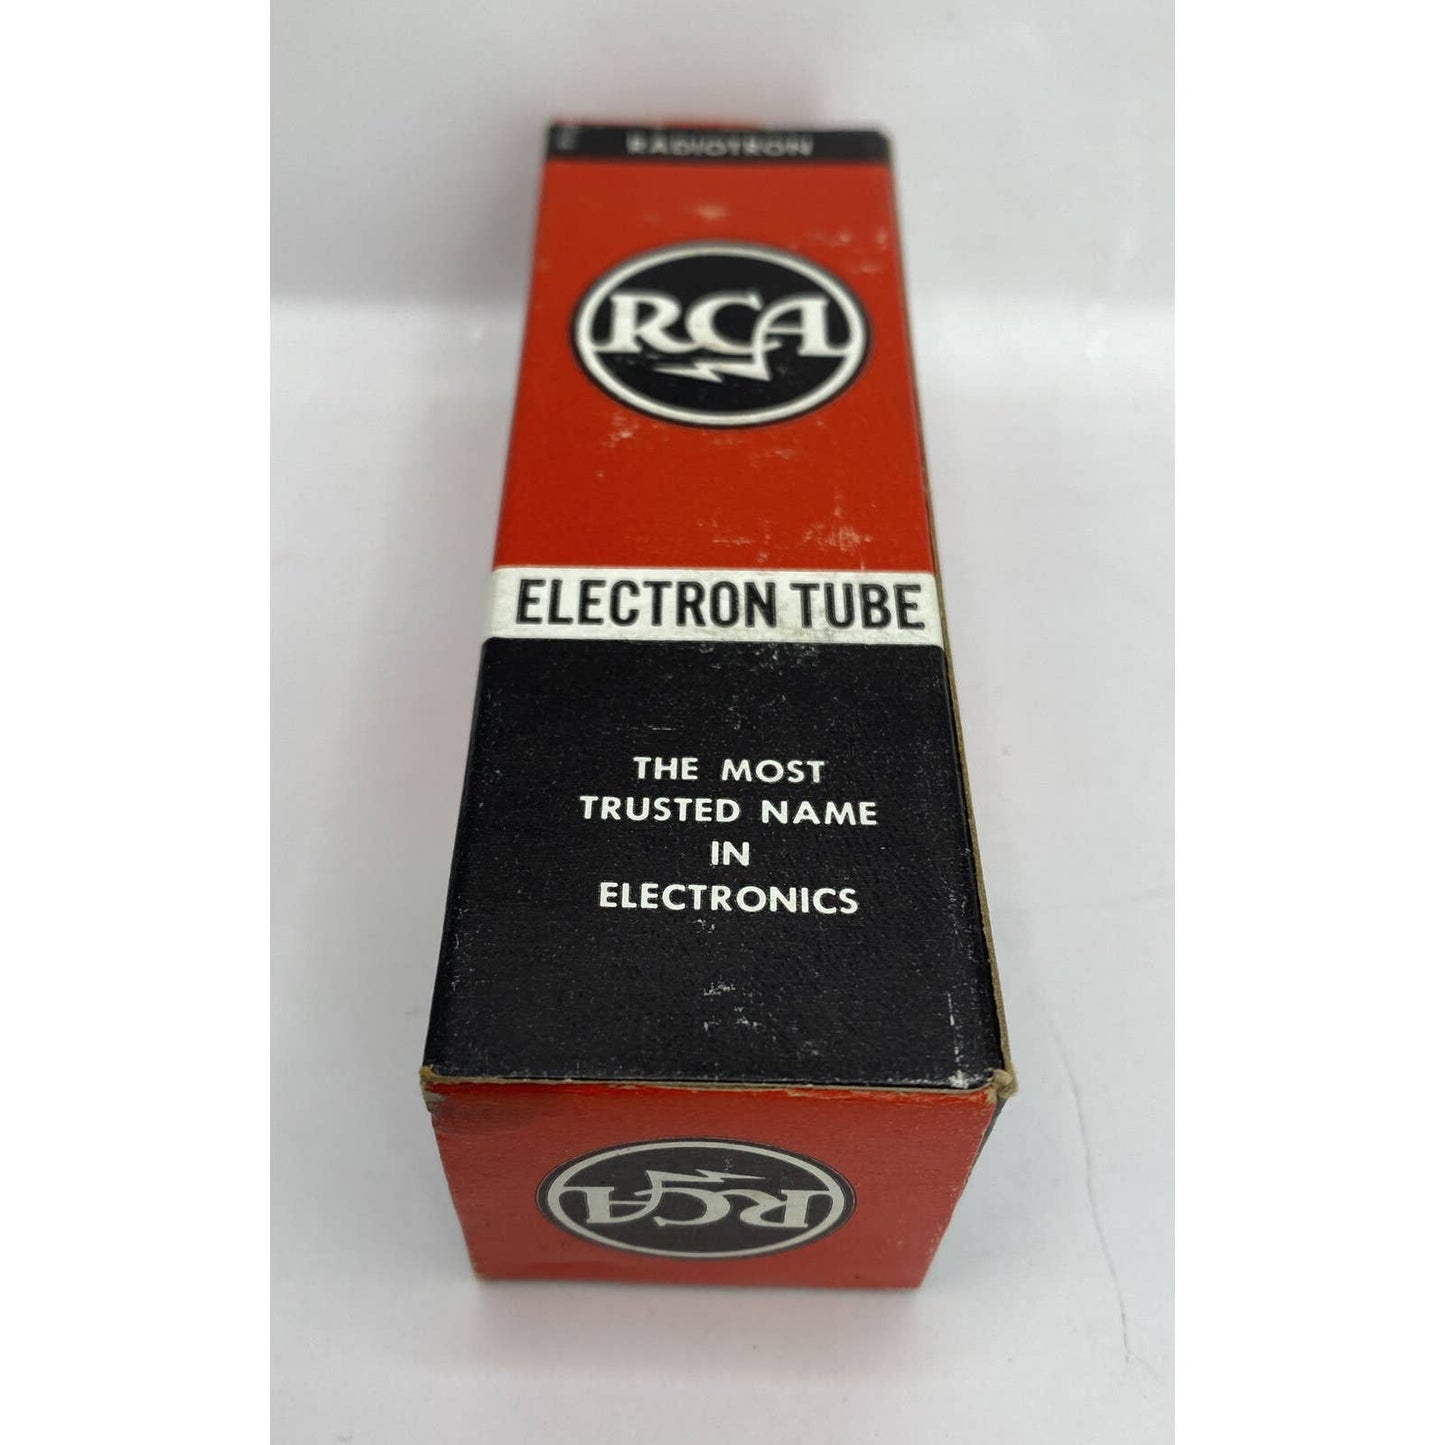 RADIOTRON
RCA
ELECTRON TUBE
THE MOST
TRUSTED NAME
IN
ELECTRONICS
RCA